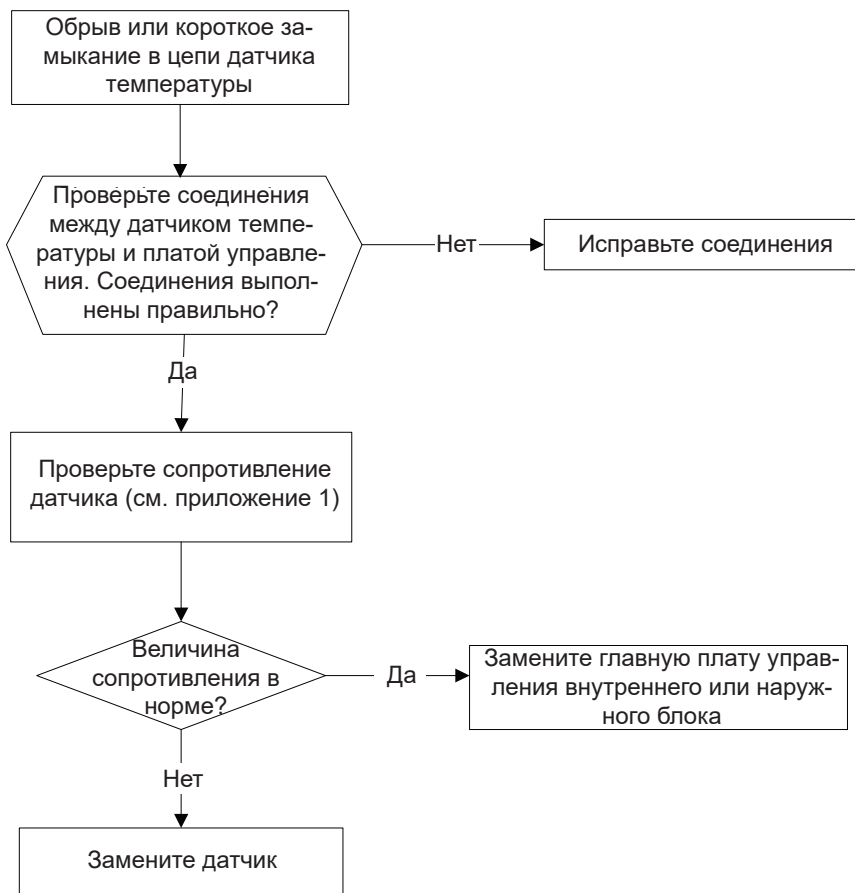 Обрыв или короткое за-
мыкание в цепи датчика
температуры
Проверьте соединения
между датчиком темпе-
ратуры и платой управле-
ния. Соединения выпол-
нены правильно?
Нет
Исправьте соединения
Да
Проверьте сопротивление
датчика (см. приложение 1)
Величина
сопротивления в
норме?
Да
Замените главную плату управ-
ления внутреннего или наруж-
ного блока
Нет
Замените датчик